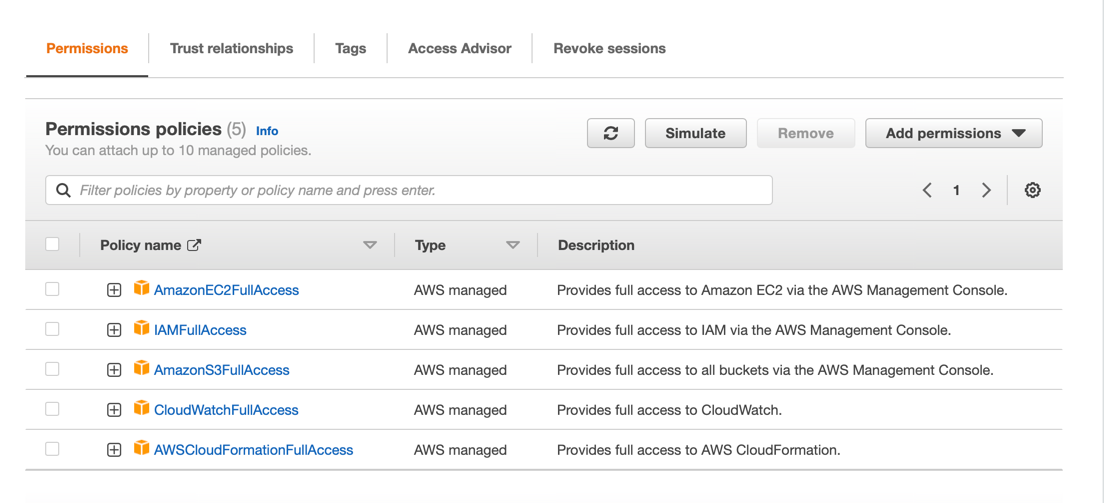 Permissions Trust relationships Tags Access Advisor Revoke sessions
Permissions policies (5) Info
You can attach up to 10 managed policies.
Simulate Remove Add permissions
Filter policies by property or policy name and press enter.
1
Policy name Type Description
AmazonEC2FullAccess AWS managed Provides full access to Amazon EC2 via the AWS Management Console.
IAMFullAccess AWS managed Provides full access to IAM via the AWS Management Console.
AmazonS3FullAccess AWS managed Provides full access to all buckets via the AWS Management Console.
CloudWatchFullAccess AWS managed Provides full access to CloudWatch.
AWSCloudFormationFullAccess AWS managed Provides full access to AWS CloudFormation.